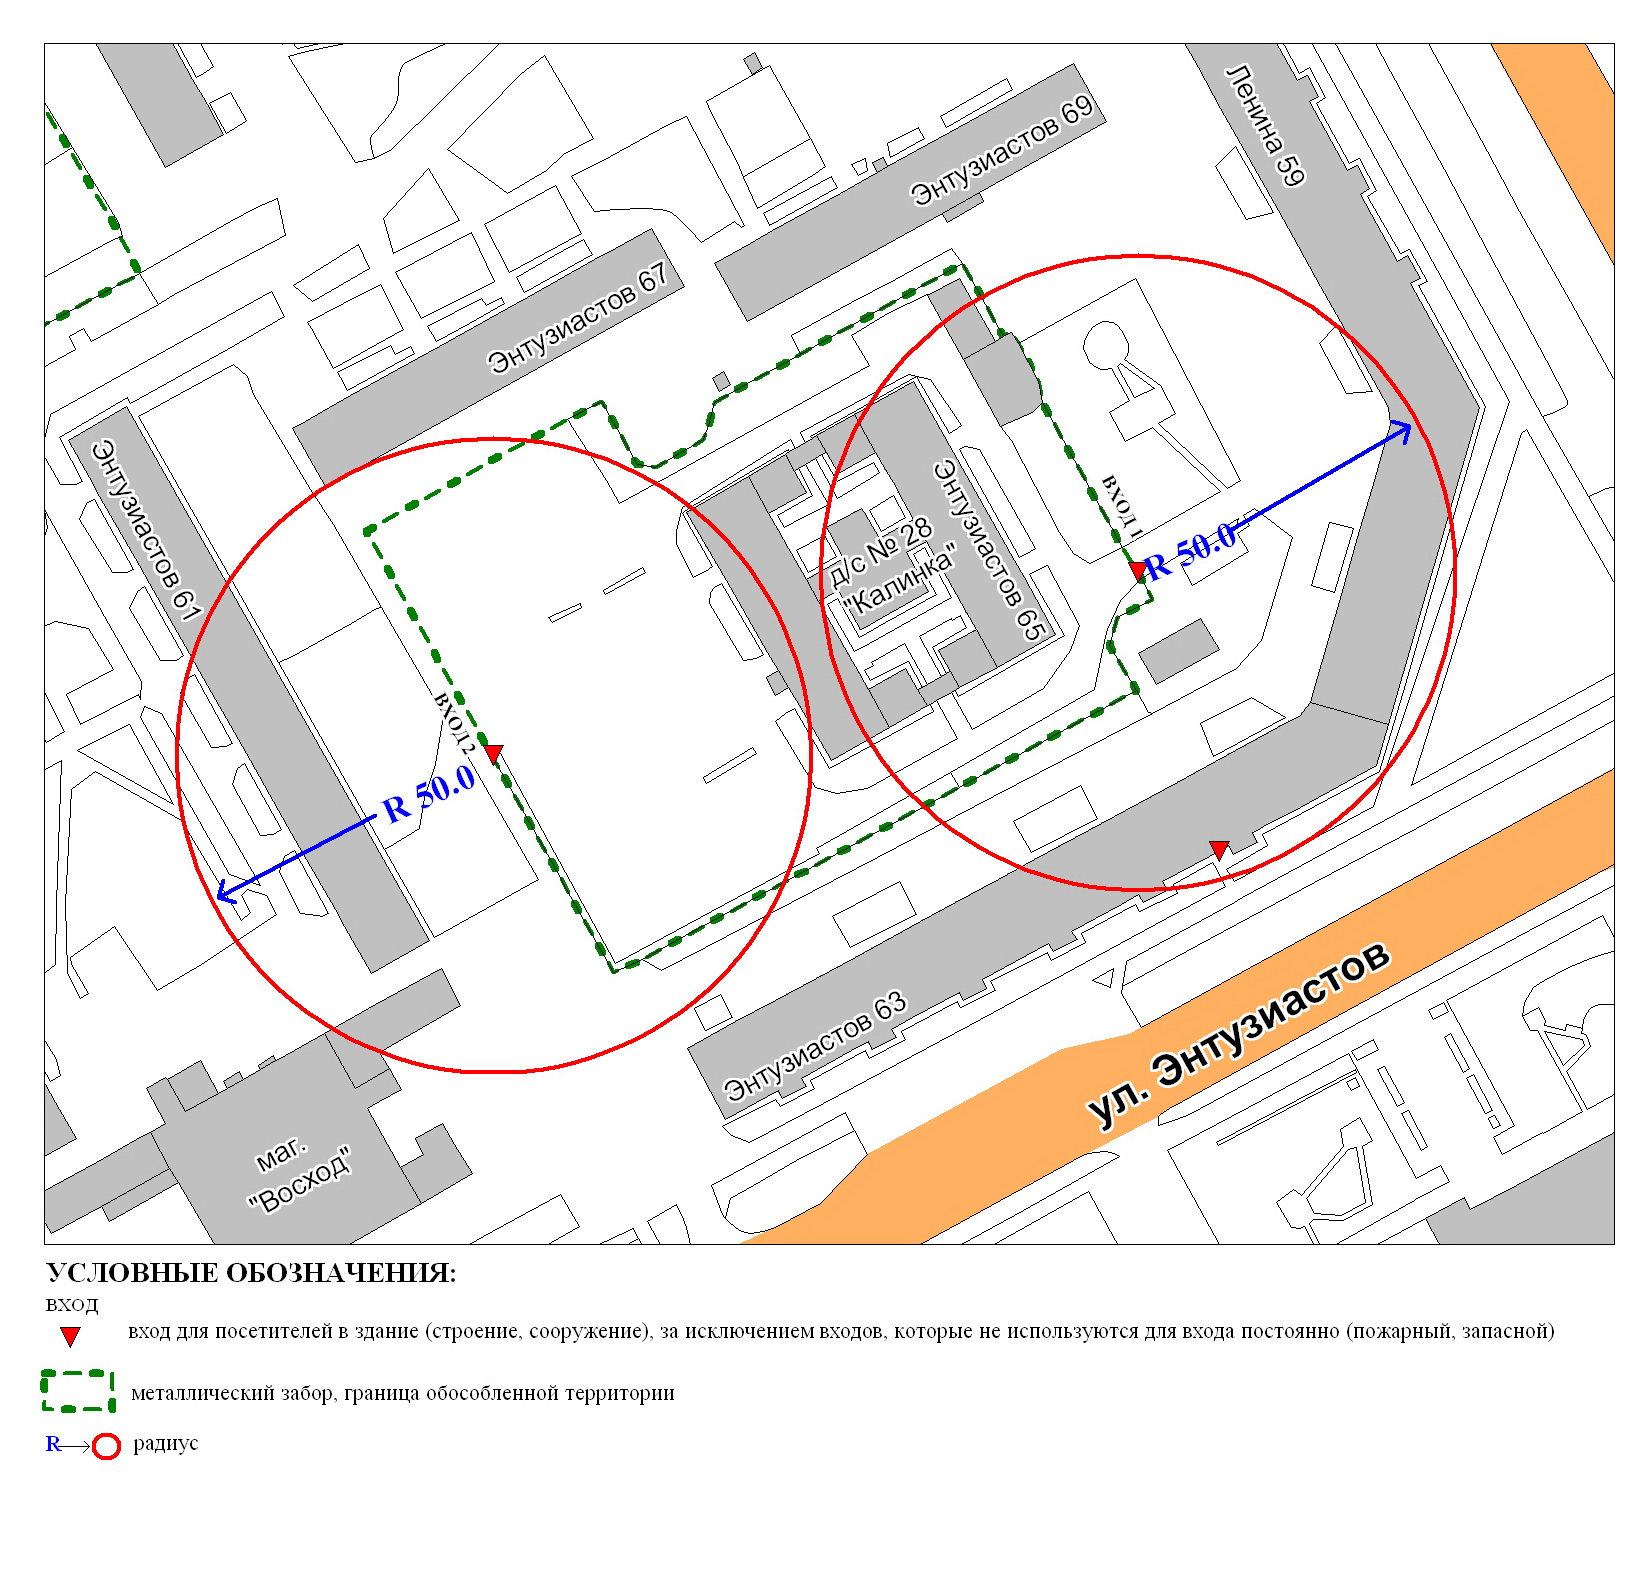 Ленина 59
Энтузиастов 69
Энтузиастов 67
Энтузиастов 61
Энтузиастов 65
д/с № 28
"Калинка"
ВХОД 1
R 50.0
ВХОД 2
R 50.0
Энтузиастов 63
ул. Энтузиастов
маг.
"Восход"
УСЛОВНЫЕ ОБОЗНАЧЕНИЯ:
ВХОД
вход для посетителей в здание (строение, сооружение), за исключением входов, которые не используются для входа постоянно (пожарный, запасной)
металлический забор, граница обособленной территории
R
радиус